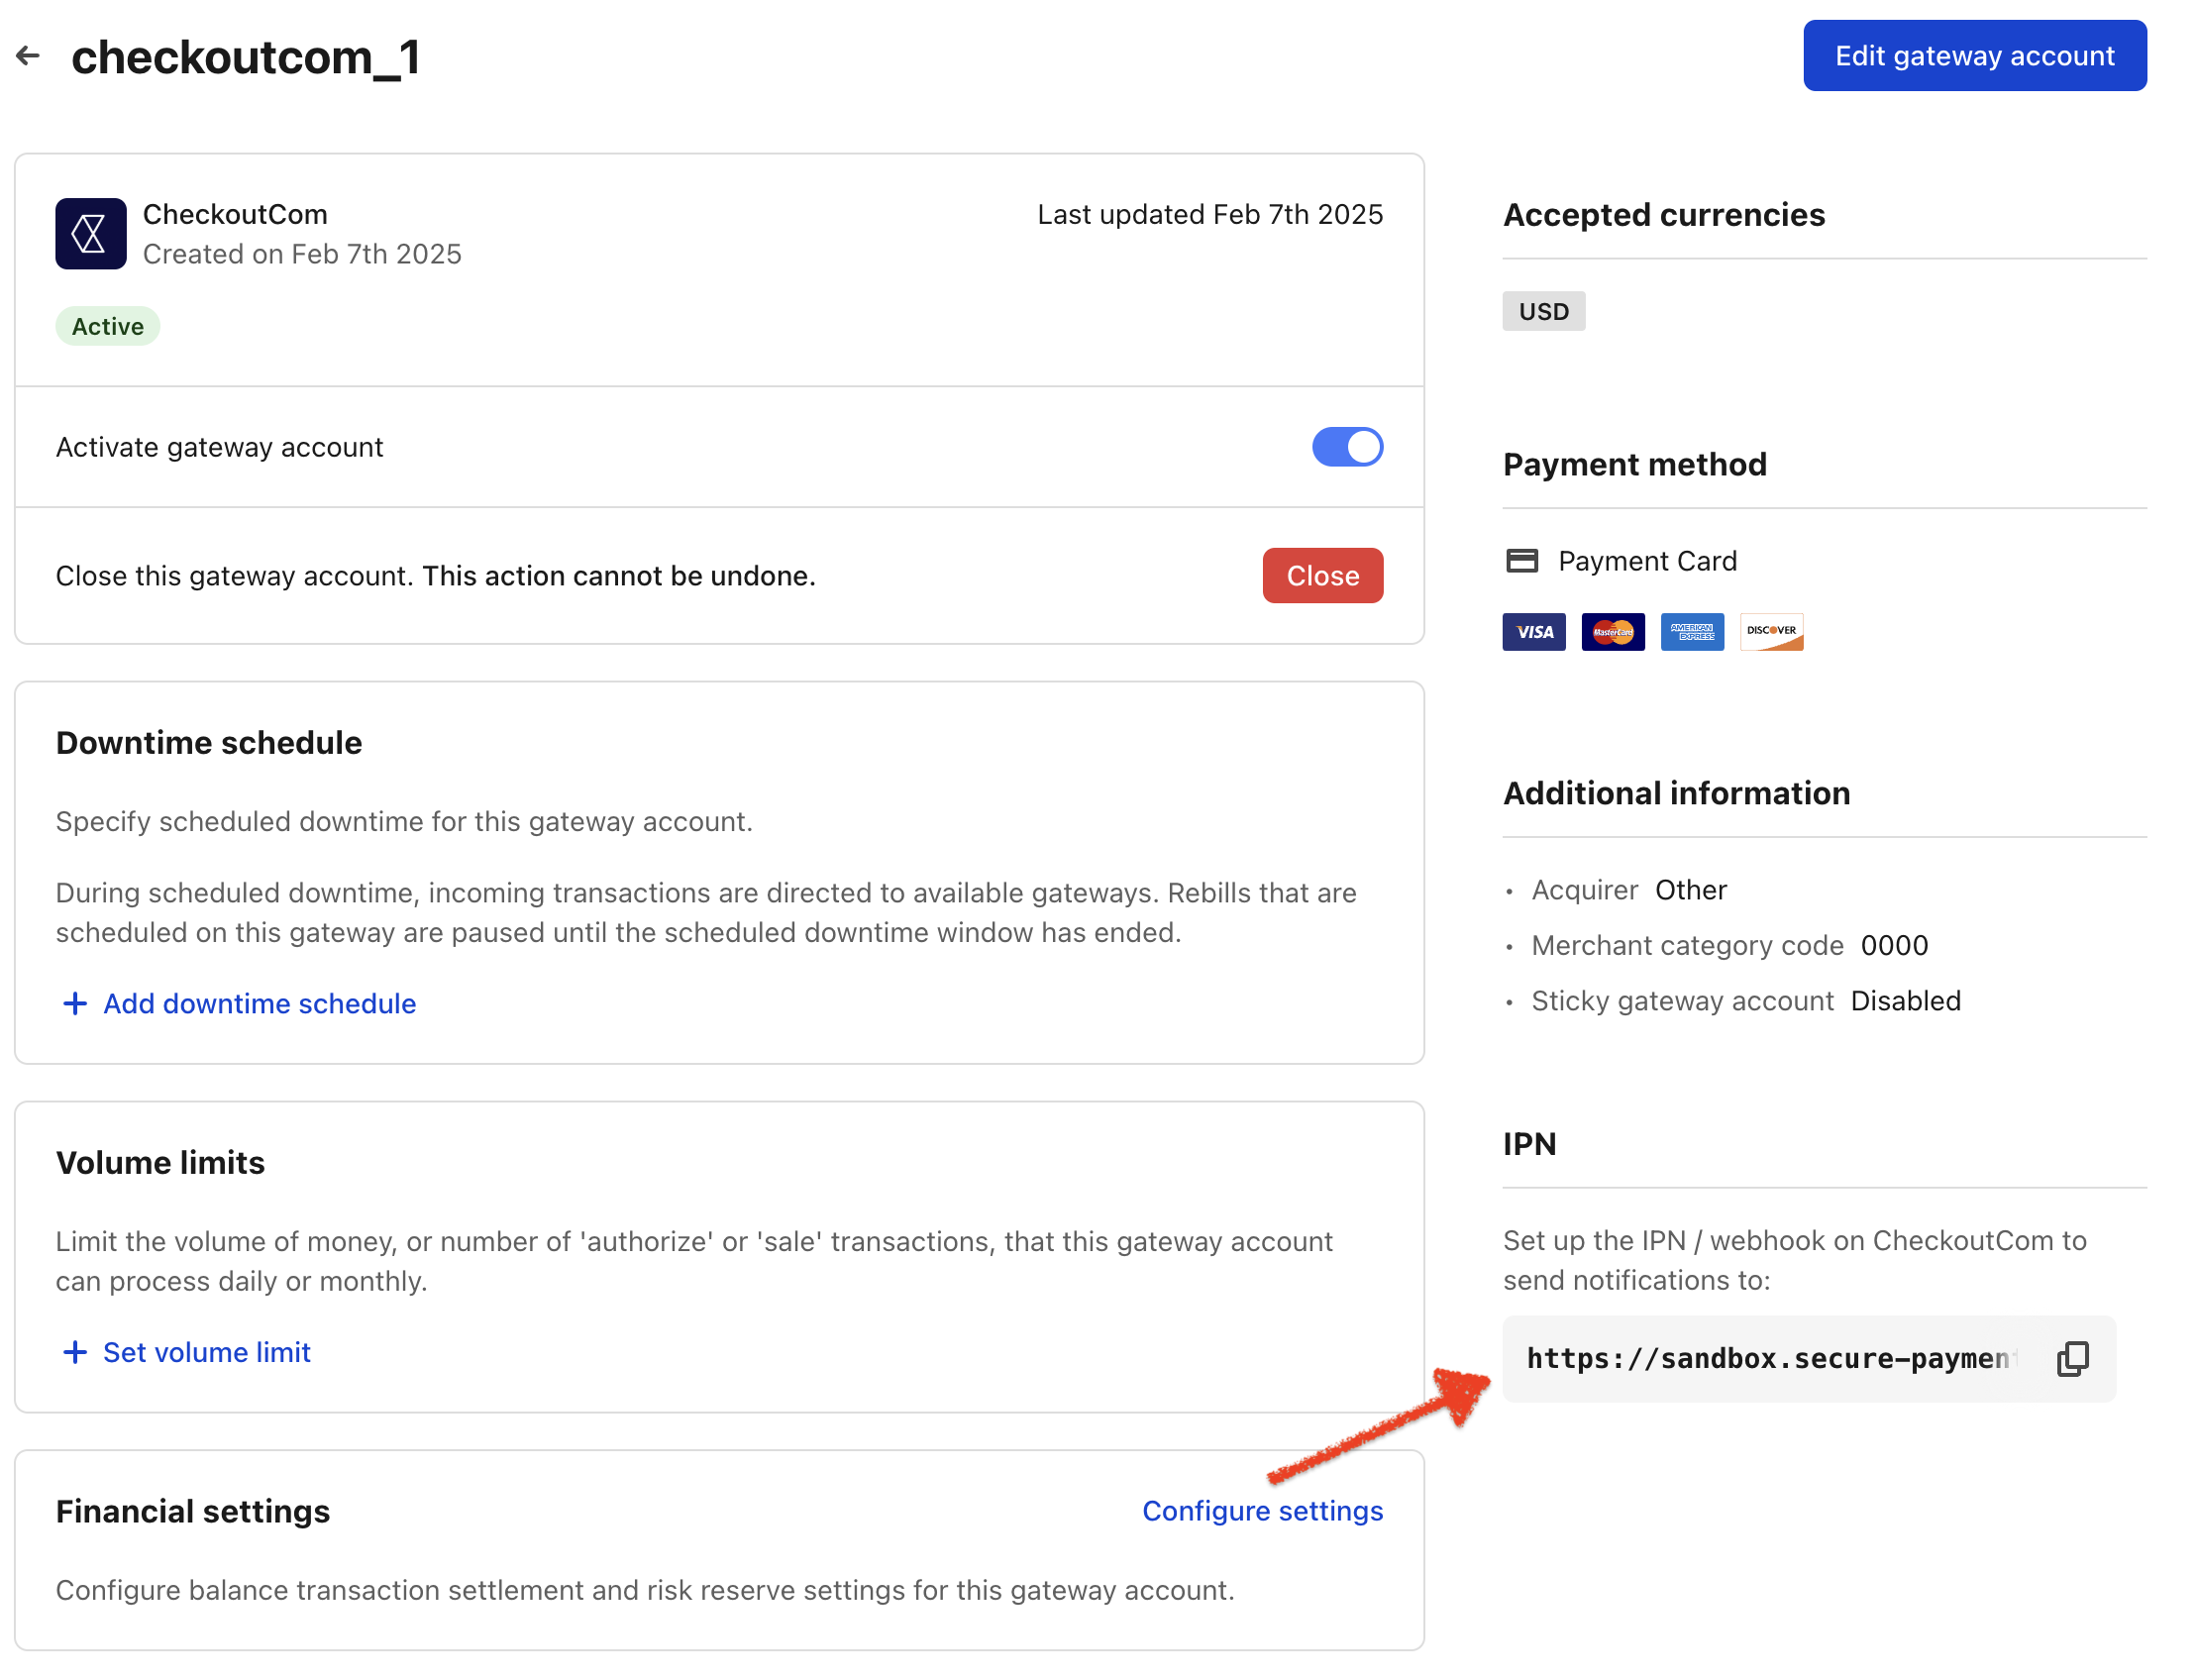 checkoutcom_1
Edit gateway account
CheckoutCom
Last updated Feb 7th 2025
Created on Feb 7th 2025
Active
Activate gateway account
Close this gateway account. This action cannot be undone.
Close
Downtime schedule
Specify scheduled downtime for this gateway account.
During scheduled downtime, incoming transactions are directed to available gateways. Rebills that are
scheduled on this gateway are paused until the scheduled downtime window has ended.
+ Add downtime schedule
Volume limits
Limit the volume of money, or number of 'authorize' or 'sale' transactions, that this gateway account
can process daily or monthly.
+ Set volume limit
Financial settings
Configure settings
Configure balance transaction settlement and risk reserve settings for this gateway account.
Accepted currencies
USD
Payment method
Payment Card
VISA MasterCard AMERICAN EXPRESS DISCOVER
Additional information
• Acquirer Other
• Merchant category code 0000
• Sticky gateway account Disabled
IPN
Set up the IPN / webhook on CheckoutCom to
send notifications to:
https://sandbox.secure-payment